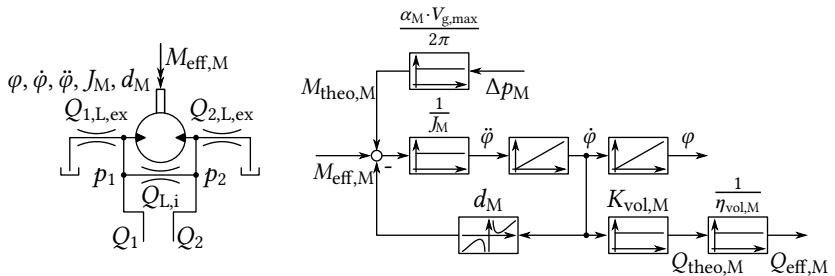 M_eff,M
φ, φ̇, φ̈, J_M, d_M
Q_1,L,ex
Q_2,L,ex
p_1
p_2
Q_L,i
Q_1
Q_2
α_M·V_g,max
2π
M_theo,M
Δp_M
1
J_M
φ̈
φ̇
φ
M_eff,M
-
d_M
K_vol,M
1
η_vol,M
Q_theo,M
Q_eff,M